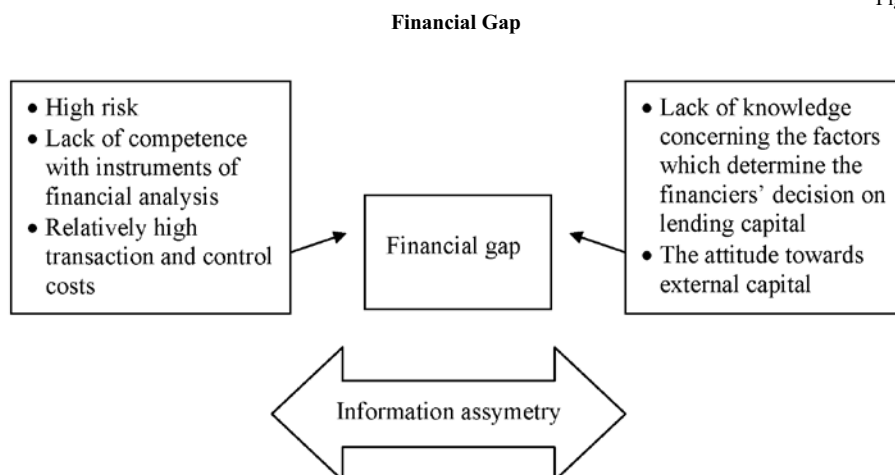 Financial Gap
• High risk
• Lack of competence
with instruments of
financial analysis
• Relatively high
transaction and control
costs
Financial gap
• Lack of knowledge
concerning the factors
which determine the
financiers' decision on
lending capital
• The attitude towards
external capital
Information assymetry